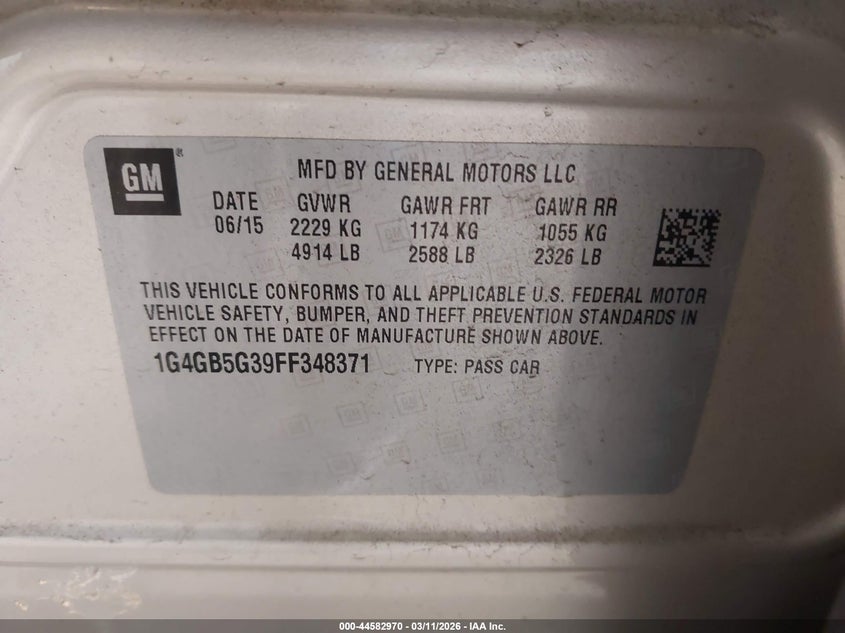 GM
MFD BY GENERAL MOTORS LLC
DATE GVWR GAWR FRT GAWR RR
06/15 2229 KG 1174 KG 1055 KG
4914 LB 2588 LB 2326 LB
THIS VEHICLE CONFORMS TO ALL APPLICABLE U.S. FEDERAL MOTOR
VEHICLE SAFETY, BUMPER, AND THEFT PREVENTION STANDARDS IN
EFFECT ON THE DATE OF MANUFACTURE SHOWN ABOVE.
1G4GB5G39FF348371 TYPE: PASS CAR
000-44582970 - 03/11/2026 - IAA Inc.